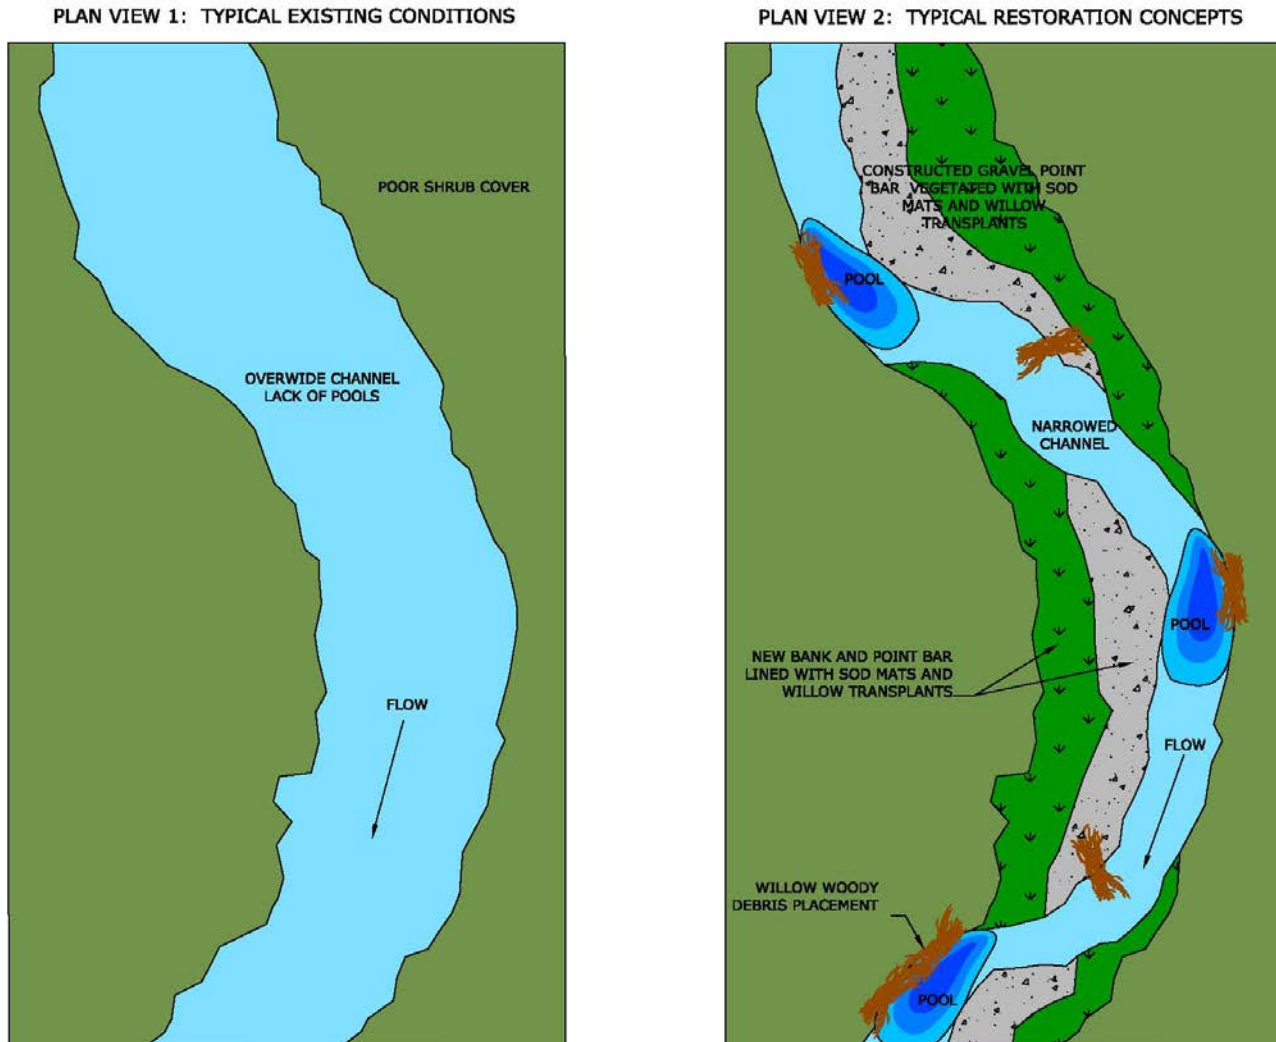 PLAN VIEW 1: TYPICAL EXISTING CONDITIONS
POOR SHRUB COVER
OVERWIDE CHANNEL
LACK OF POOLS
FLOW
PLAN VIEW 2: TYPICAL RESTORATION CONCEPTS
CONSTRUCTED GRAVEL POINT
BAR VEGETATED WITH SOD
MATS AND WILLOW
TRANSPLANTS
POOL
NARROWED
CHANNEL
POOL
NEW BANK AND POINT BAR
LINED WITH SOD MATS AND
WILLOW TRANSPLANTS
FLOW
WILLOW WOODY
DEBRIS PLACEMENT
POOL